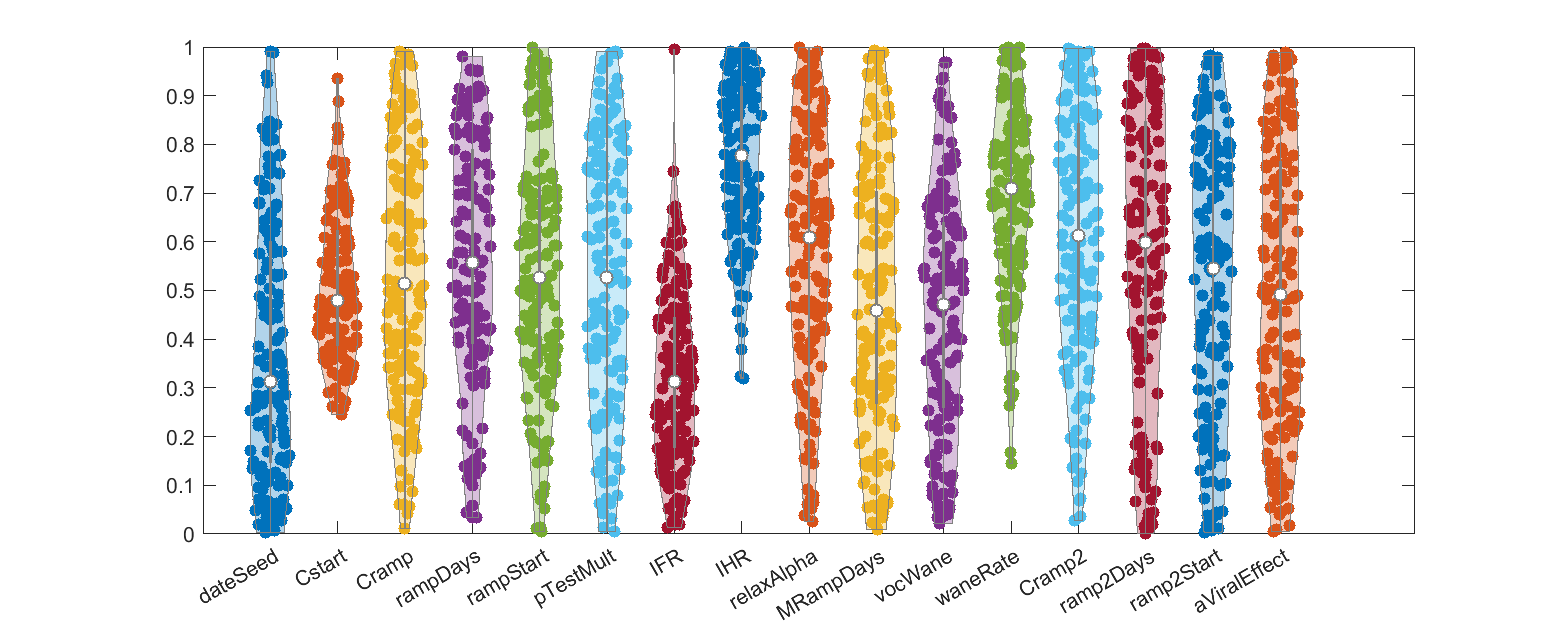 1
0.9
0.8
0.7
0.6
0.5
0.4
0.3
0.2
0.1
0
dateSeed
Cstart
Cramp
rampDays
rampStart
pTestMult
IFR
IHR
relaxAlpha
MRampDays
vocWane
waneRate
Cramp2
ramp2Days
ramp2Start
aViralEffect